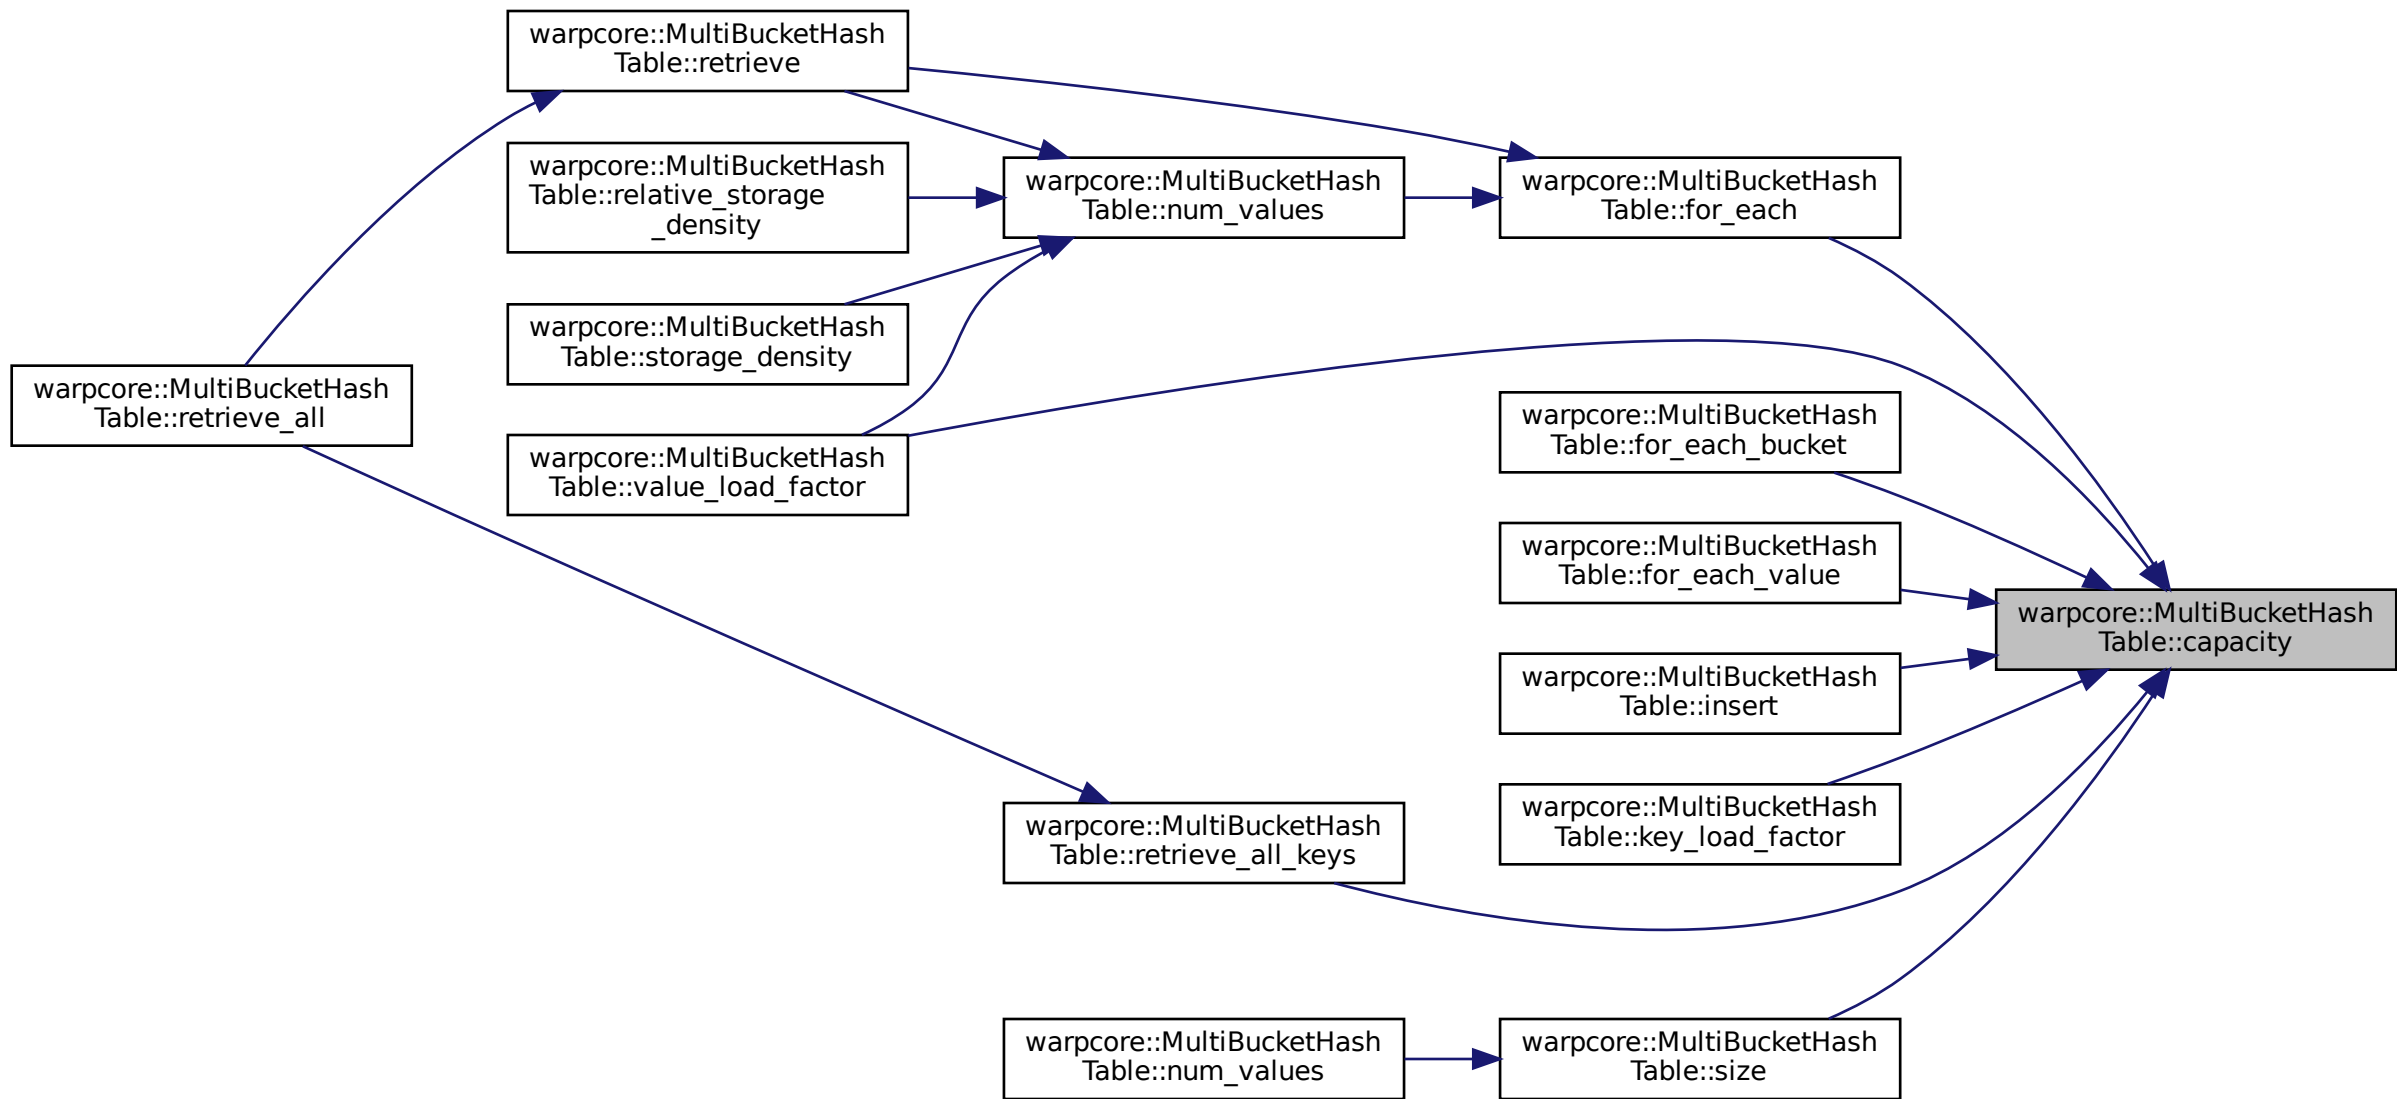 warpcore::MultiBucketHash
Table::retrieve
warpcore::MultiBucketHash
Table::relative_storage
_density
warpcore::MultiBucketHash
Table::num_values
warpcore::MultiBucketHash
Table::for_each
warpcore::MultiBucketHash
Table::storage_density
warpcore::MultiBucketHash
Table::retrieve_all
warpcore::MultiBucketHash
Table::value_load_factor
warpcore::MultiBucketHash
Table::for_each_bucket
warpcore::MultiBucketHash
Table::for_each_value
warpcore::MultiBucketHash
Table::capacity
warpcore::MultiBucketHash
Table::insert
warpcore::MultiBucketHash
Table::key_load_factor
warpcore::MultiBucketHash
Table::retrieve_all_keys
warpcore::MultiBucketHash
Table::num_values
warpcore::MultiBucketHash
Table::size